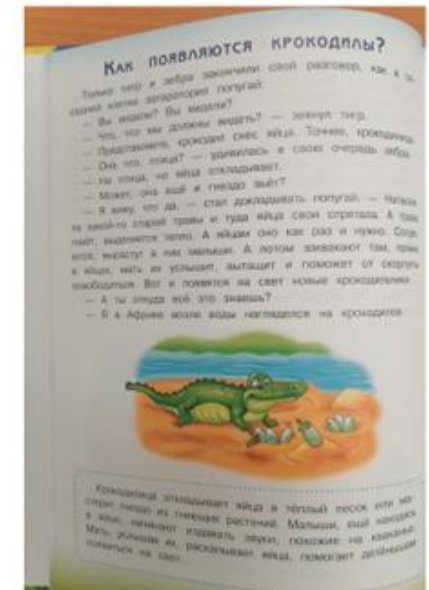 КАК ПОЯВЛЯЮТСЯ КРОКОДИЛЫ?
Только тигр и зебра закончили свой разговор, как в со-
седней клетке затараторил попугай:
— Вы видели? Вы видели?
— Что, что мы должны видеть? — зевнул тигр.
— Представляете, крокодил снёс яйца. Точнее, крокодилица.
— Она что, птица? — удивилась в свою очередь зебра.
— Не птица, но яйца откладывает.
— Может, она ещё и гнездо вьёт?
— Я вижу, что да, — стал докладывать попугай. —
из какой-то старой травы и туда яйца свои спрятала. А трава
гниёт, выделяется тепло. А яйцам оно как раз и нужно.
вырастут в них малыши. А потом заквакают там, прямо
в яйцах, мать их услышит, вытащит и поможет от скорлупы
освободиться. Вот и появятся на свет новые крокодильчики.
— А ты откуда всё это знаешь?
— Я в Африке возле воды нагляделся на крокодилов.
Крокодилица откладывает яйца в тёплый песок или ма-
стерит гнездо из гниющих растений. Малыши, ещё находясь
в яйце, начинают издавать звуки, похожие на кваканье.
Мать, услышав их, раскапывает яйца, помогает детёнышам
появиться на свет.